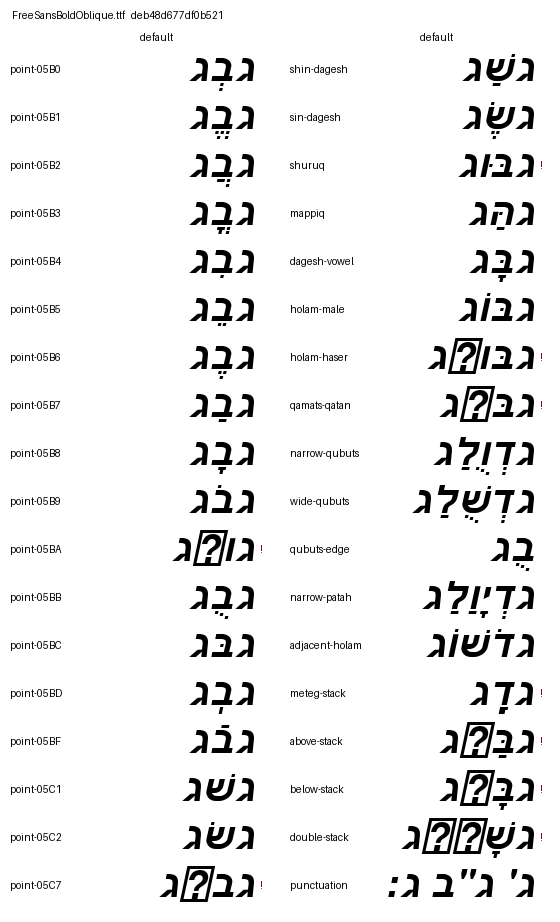 FreeSansBoldOblique.ttf deb48d677df0b521
default default
point-05B0 גבְג shin-dagesh גשַּׁג
point-05B1 גבֱג sin-dagesh גשֶּׂג
point-05B2 גבֲג shuruq גבּוּג !
point-05B3 גבֳג mappiq גהַּג
point-05B4 גבִג dagesh-vowel גבָּג
point-05B5 גבֵג holam-male גבּוֹג
point-05B6 גבֶג holam-haser גבּו�ג !
point-05B7 גבַג qamats-qatan גבּ�ג !
point-05B8 גבָג narrow-qubuts גדְוֻלַג
point-05B9 גבֹג wide-qubuts גדְשֻׁלַג
point-05BA גו�ג ! qubuts-edge בֻג
point-05BB גבֻג narrow-patah גדְיָוַלַג
point-05BC גבּג adjacent-holam גדֹשׁוֹג
point-05BD גבֽג meteg-stack גדָֽג !
point-05BF גבֿג above-stack גבַּ�ג !
point-05C1 גשׁג below-stack גבָּ�ג !
point-05C2 גשׂג double-stack גשָּׁ��ג !
point-05C7 גב�ג ! punctuation ג' ג"ב ג: